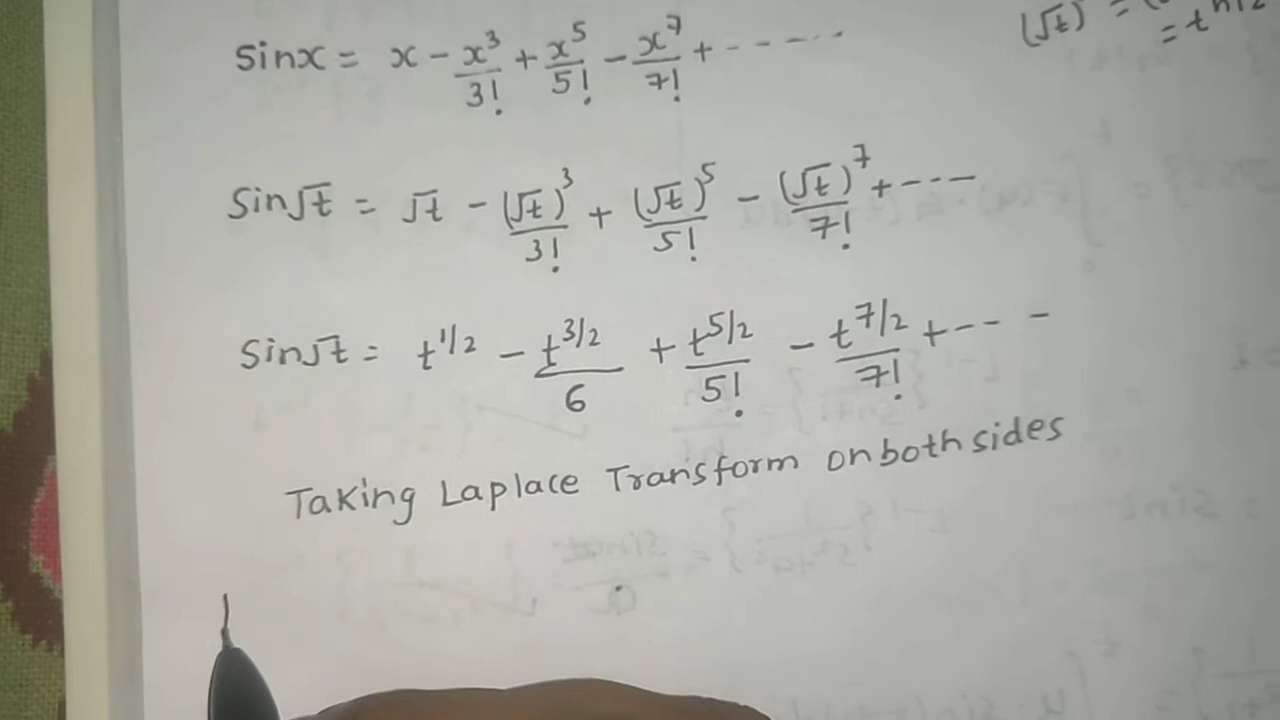 (√t) = (
= t^n/2
sinx = x - x³/3! + x⁵/5! - x⁷/7! + ------
sin√t = √t - (√t)³/3! + (√t)⁵/5! - (√t)⁷/7! + ----
sin√t = t^1/2 - t^3/2/6 + t^5/2/5! - t^7/2/7! + --- -
Taking Laplace Transform on both sides